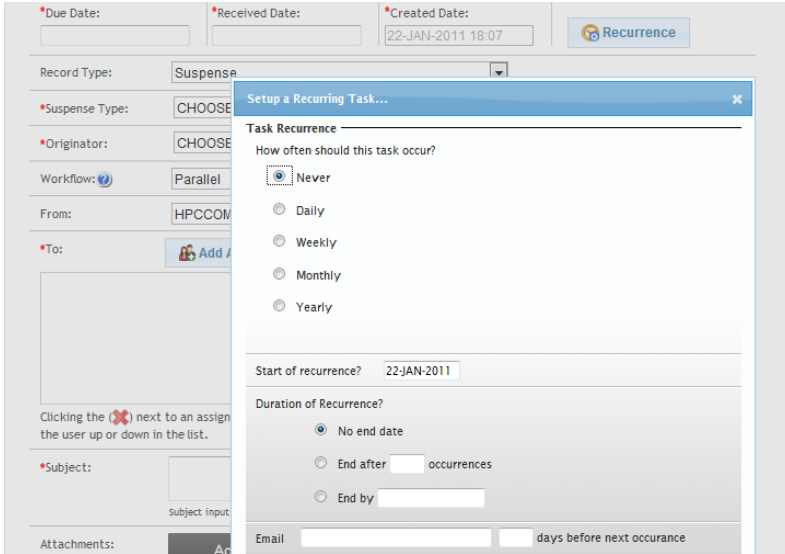 *Due Date: *Received Date: *Created Date:
22-JAN-2011 18:07 Recurrence
Record Type: Suspense
Setup a Recurring Task...
*Suspense Type: CHOOSE
Task Recurrence
*Originator: CHOOSE
How often should this task occur?
Workflow: Parallel
Never
From: HPCCOM
Daily
*To: Add A
Weekly
Monthly
Yearly
Start of recurrence? 22-JAN-2011
Duration of Recurrence?
Clicking the ( ) next to an assign
the user up or down in the list.
No end date
*Subject:
End after occurrences
End by
Subject input
Email days before next occurance
Attachments: